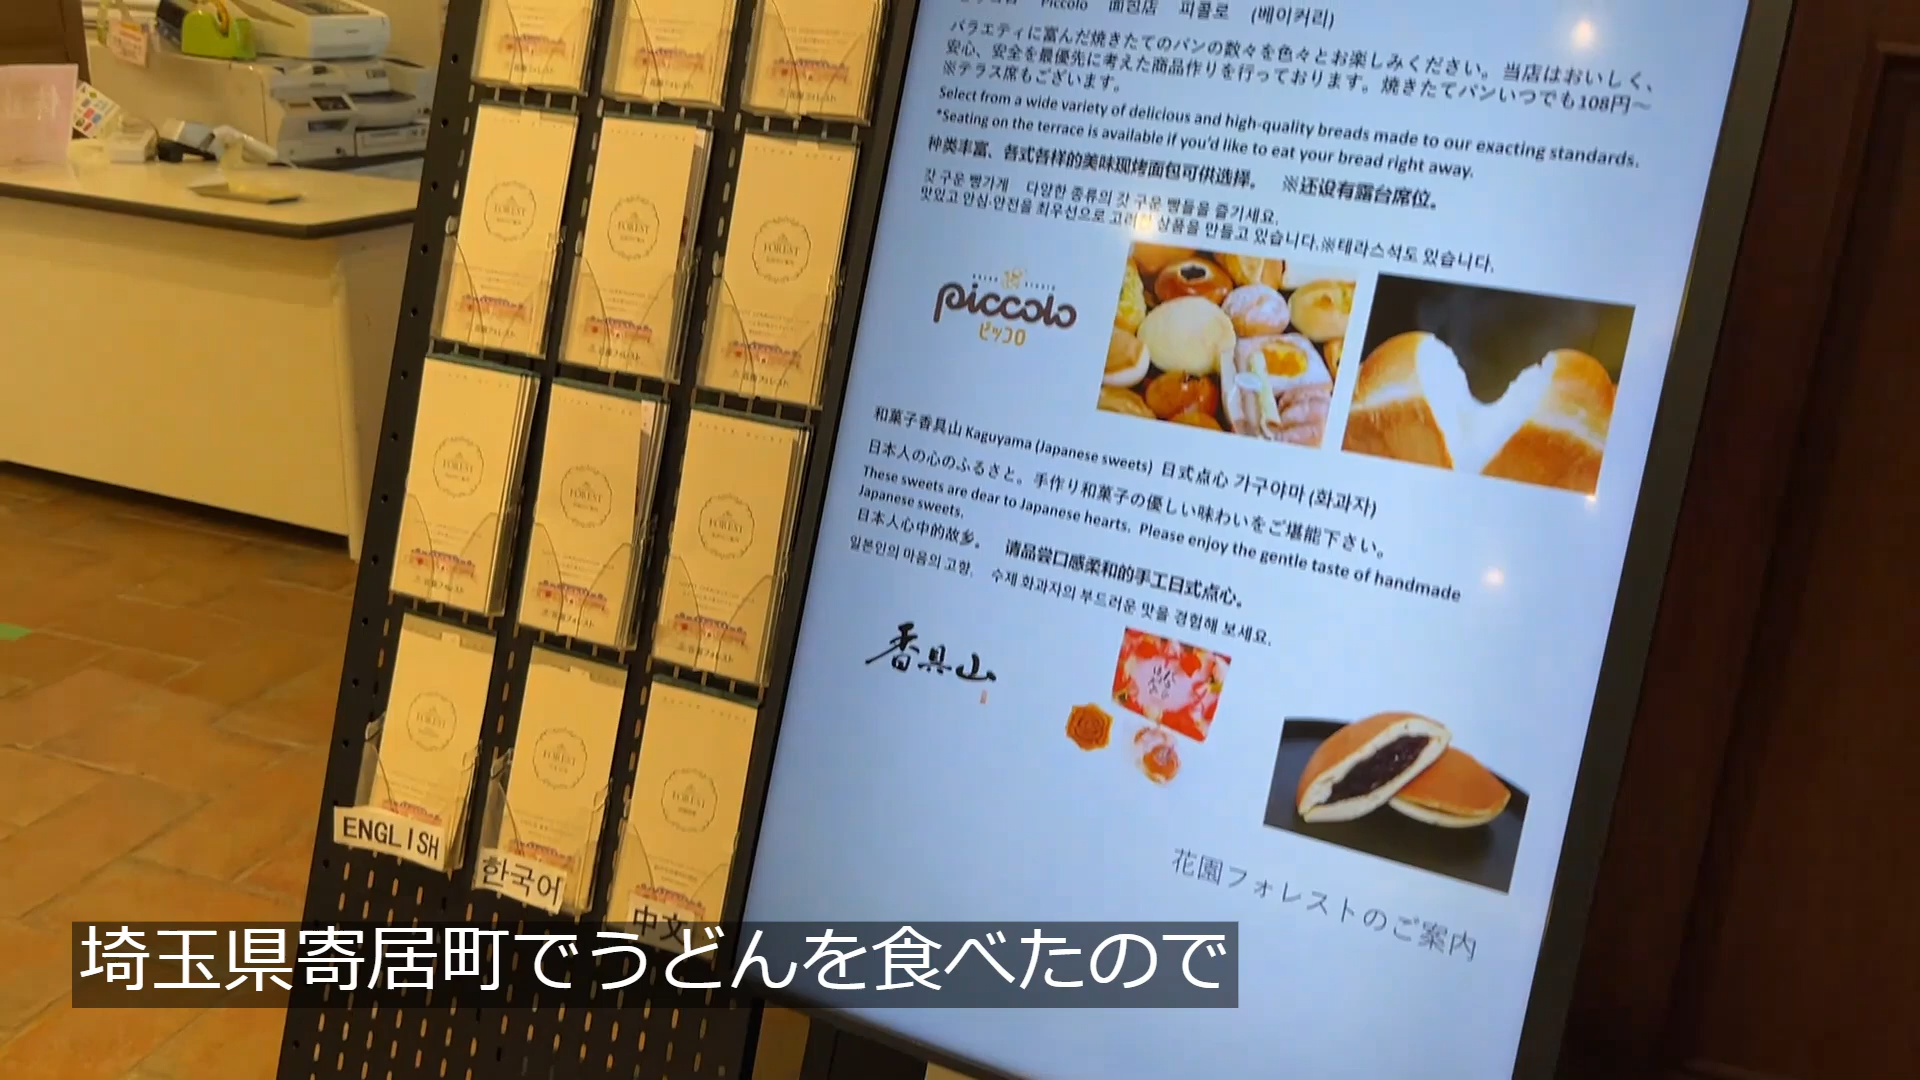 Piccolo 面包店 피콜로 (베이커리)
バラエティに富んだ焼きたてのパンの数々を色々とお楽しみください。当店はおいしく、
安心、安全を最優先に考えた商品作りを行っております。焼きたてパンいつでも108円～
※テラス席もございます。
Select from a wide variety of delicious and high-quality breads made to our exacting standards.
*Seating on the terrace is available if you'd like to eat your bread right away.
种类丰富、各式各样的美味现烤面包可供选择。 ※还设有露台席位。
갓 구운 빵가게 다양한 종류의 갓 구운 빵들을 즐기세요.
맛있고 안심·안전을 최우선으로 고려한 상품을 만들고 있습니다.※테라스석도 있습니다.
piccolo
ピッコロ
和菓子香具山 Kaguyama (Japanese sweets) 日式点心 가구야마 (화과자)
日本人の心のふるさと。手作り和菓子の優しい味わいをご堪能下さい。
These sweets are dear to Japanese hearts. Please enjoy the gentle taste of handmade
Japanese sweets.
日本人心中的故乡。 请品尝口感柔和的手工日式点心。
일본인의 마음의 고향. 수제 화과자의 부드러운 맛을 경험해 보세요.
香具山
花園フォレストのご案内
FOREST
FOREST
FOREST
FOREST
FOREST
FOREST
FOREST
FOREST
FOREST
ENGLISH
한국어
中文
埼玉県寄居町でうどんを食べたので